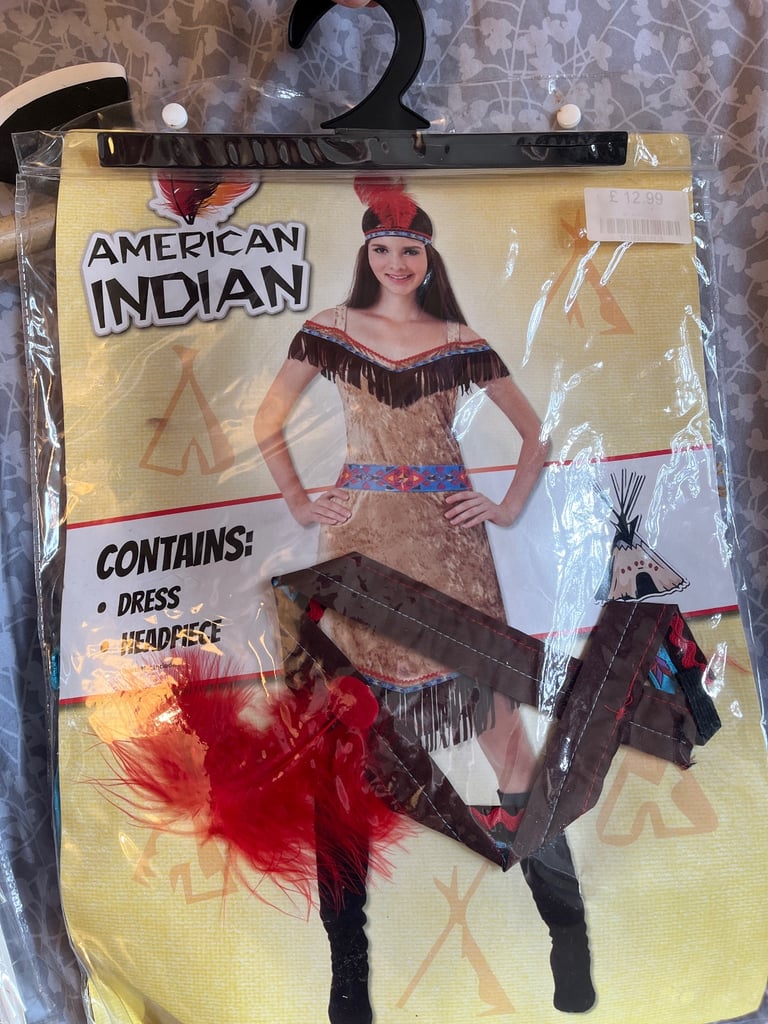 £ 12.99
AMERICAN
INDIAN
CONTAINS:
• DRESS
• HEADPIECE